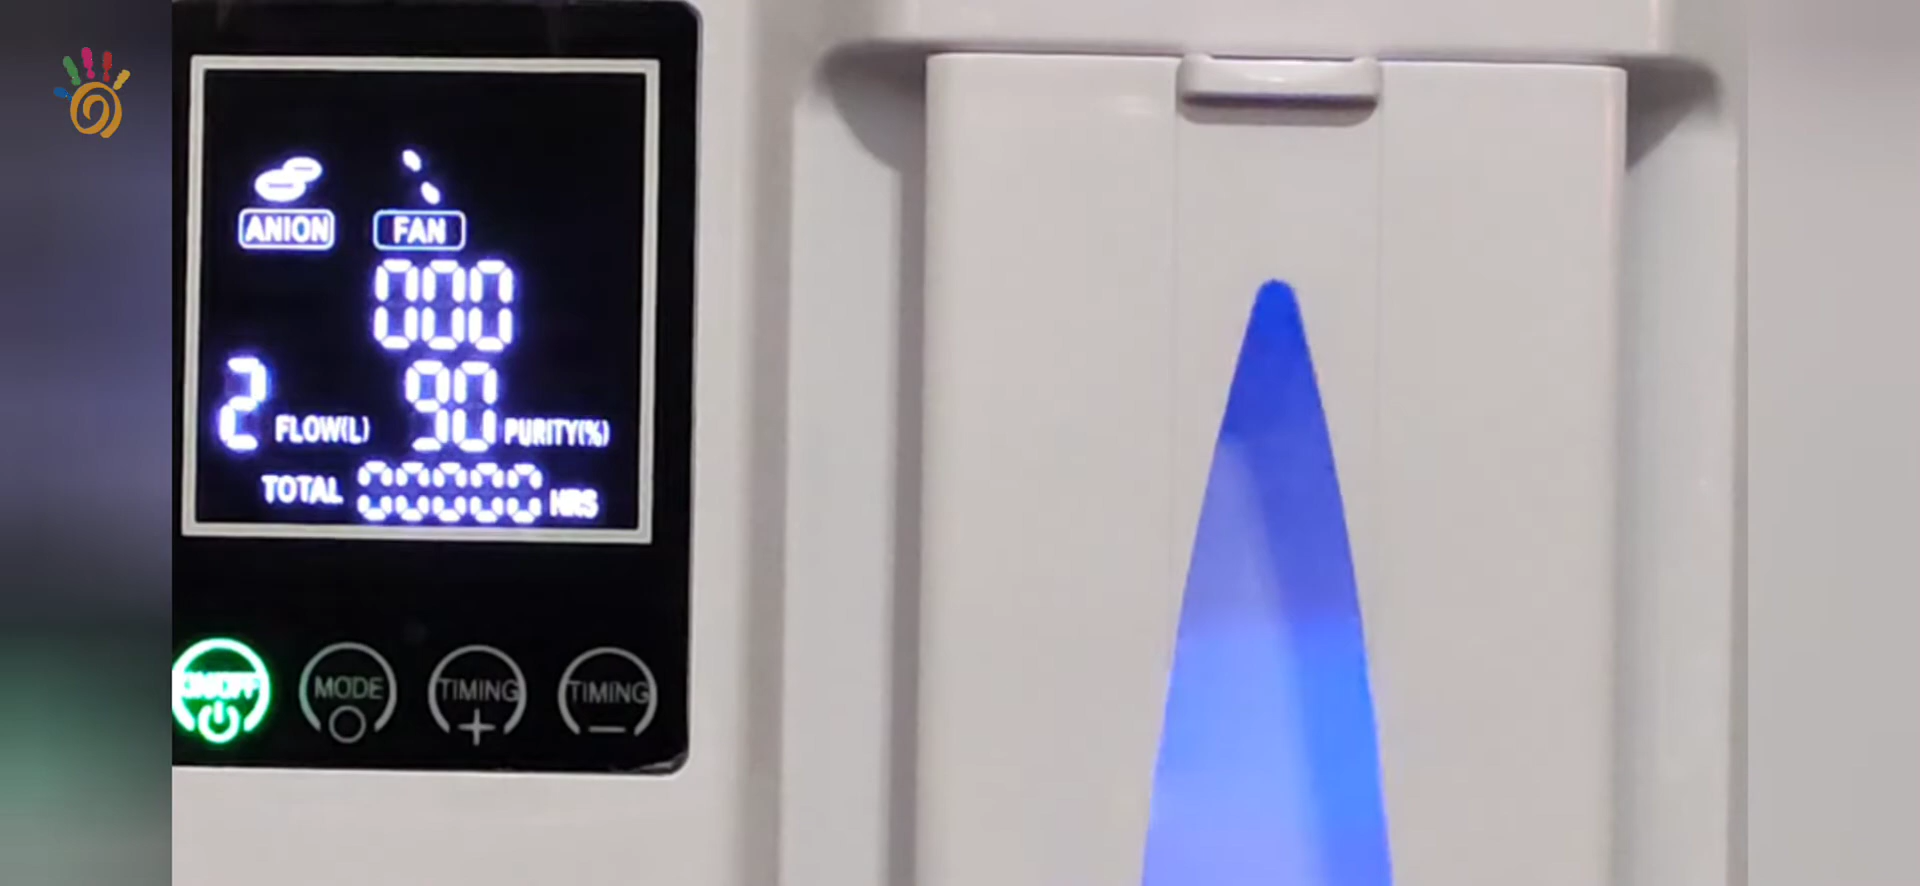 ANION FAN
000
2 FLOW(L) 90 PURITY(%)
TOTAL 00000 HRS
ON/OFF MODE TIMING TIMING
+ −